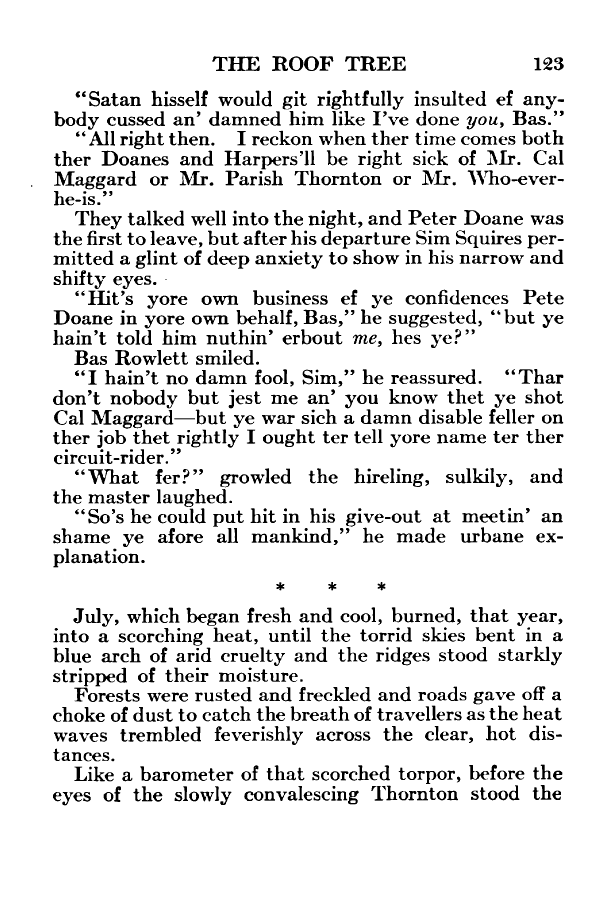 THE ROOF TREE 123
"Satan hisself would git rightfully insulted ef any-
body cussed an' damned him like I've done you, Bas."
"All right then. I reckon when ther time comes both
ther Doanes and Harpers'll be right sick of Mr. Cal
Maggard or Mr. Parish Thornton or Mr. Who-ever-
he-is."
They talked well into the night, and Peter Doane was
the first to leave, but after his departure Sim Squires per-
mitted a glint of deep anxiety to show in his narrow and
shifty eyes.
"Hit's yore own business ef ye confidences Pete
Doane in yore own behalf, Bas," he suggested, "but ye
hain't told him nuthin' erbout me, hes ye?"
Bas Rowlett smiled.
"I hain't no damn fool, Sim," he reassured. "Thar
don't nobody but jest me an' you know thet ye shot
Cal Maggard—but ye war sich a damn disable feller on
ther job thet rightly I ought ter tell yore name ter ther
circuit-rider."
"What fer?" growled the hireling, sulkily, and
the master laughed.
"So's he could put hit in his give-out at meetin' an
shame ye afore all mankind," he made urbane ex-
planation.
* * *
July, which began fresh and cool, burned, that year,
into a scorching heat, until the torrid skies bent in a
blue arch of arid cruelty and the ridges stood starkly
stripped of their moisture.
Forests were rusted and freckled and roads gave off a
choke of dust to catch the breath of travellers as the heat
waves trembled feverishly across the clear, hot dis-
tances.
Like a barometer of that scorched torpor, before the
eyes of the slowly convalescing Thornton stood the